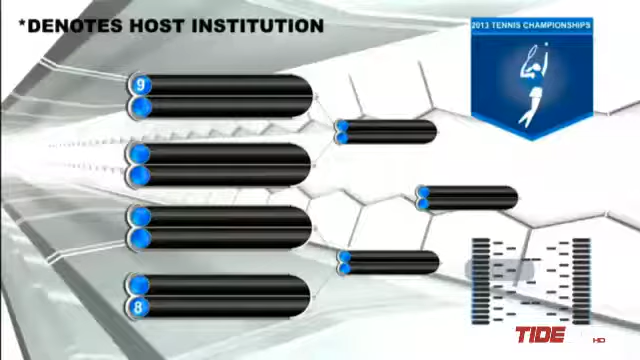 *DENOTES HOST INSTITUTION
2013 TENNIS CHAMPIONSHIPS
9
8
TIDE
HD